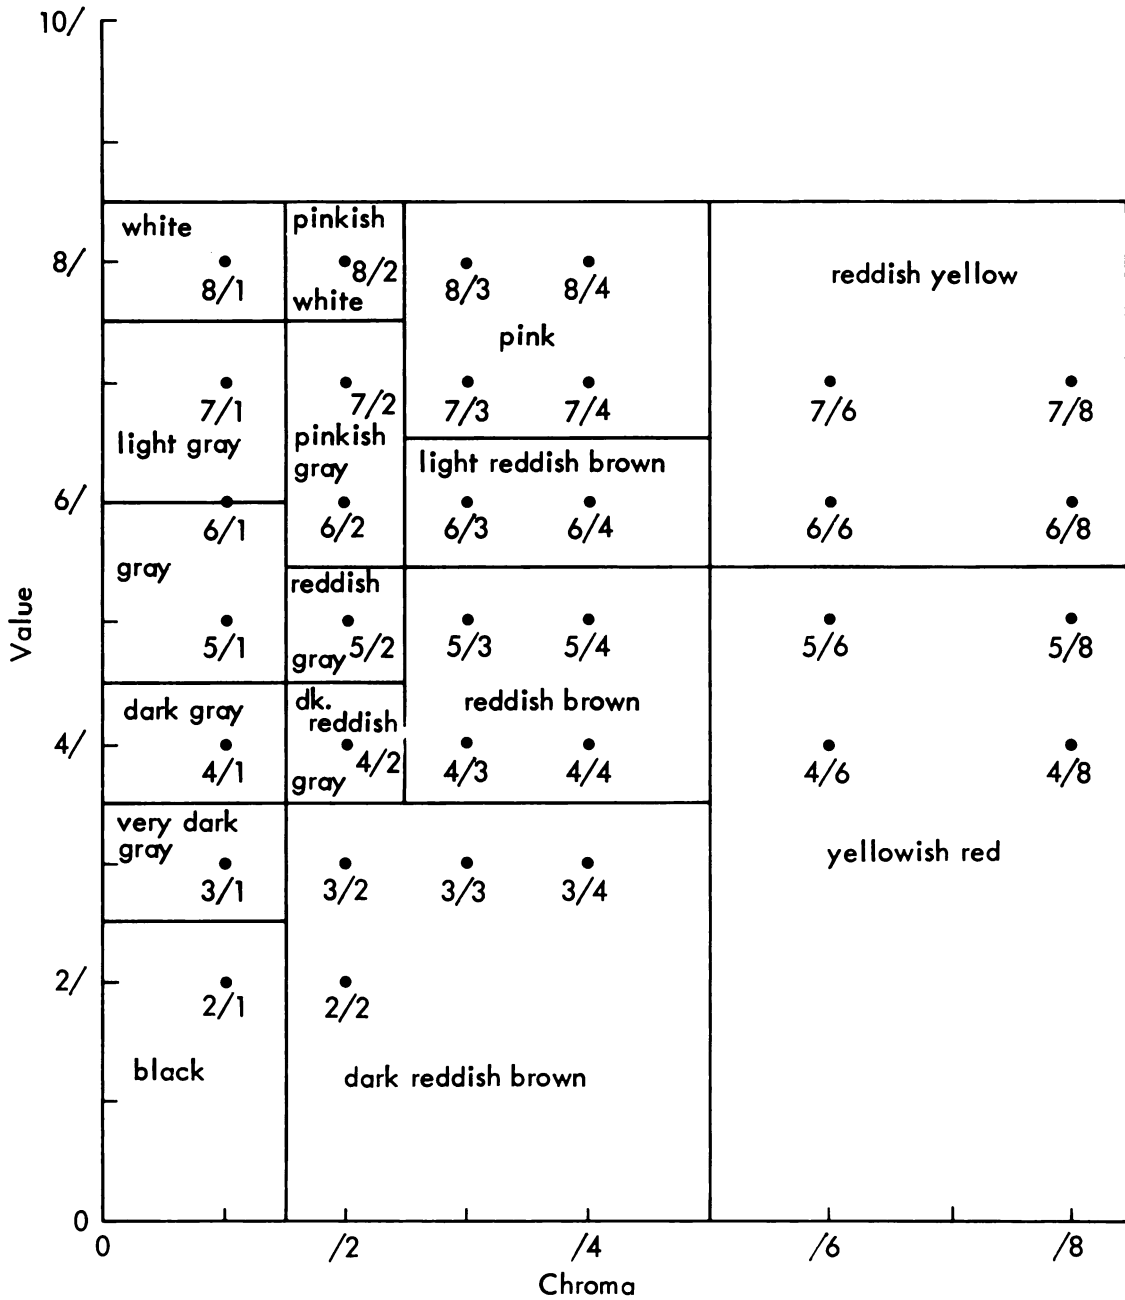 10/
white
pinkish
8/
8/1
8/2
8/3
8/4
reddish yellow
white
pink
7/1
7/2
7/3
7/4
7/6
7/8
light gray
pinkish
gray
light reddish brown
6/
6/1
6/2
6/3
6/4
6/6
6/8
gray
reddish
Value
5/1
gray
5/2
5/3
5/4
5/6
5/8
dark gray
dk.
reddish
reddish brown
4/
4/1
gray
4/2
4/3
4/4
4/6
4/8
very dark
gray
yellowish red
3/1
3/2
3/3
3/4
2/
2/1
2/2
black
dark reddish brown
0
0
/2
/4
/6
/8
Chroma